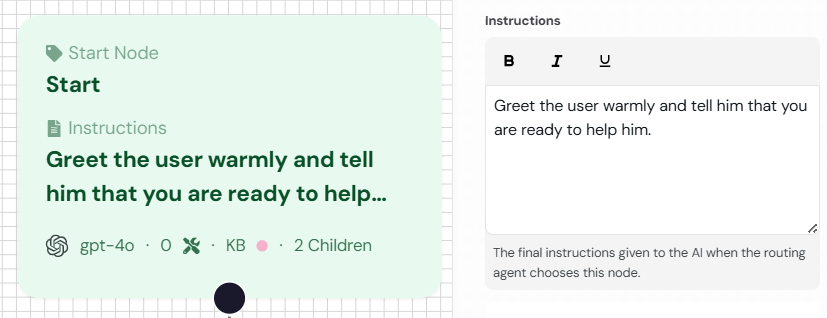 Start Node
Start
Instructions
Greet the user warmly and tell
him that you are ready to help...
gpt-4o · 0 · KB · 2 Children
Instructions
B I U
Greet the user warmly and tell him that you
are ready to help him.
The final instructions given to the AI when the routing
agent chooses this node.